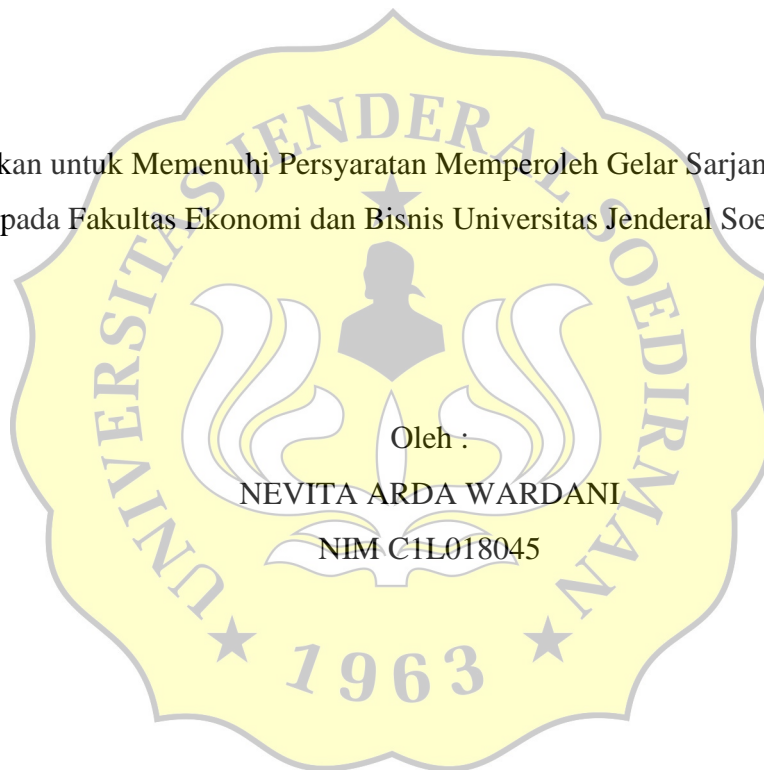 kan untuk Memenuhi Persyaratan Memperoleh Gelar Sarjan
pada Fakultas Ekonomi dan Bisnis Universitas Jenderal Soe
Oleh :
NEVITA ARDA WARDANI
NIM C1L018045
UNIVERSITAS JENDERAL SOEDIRMAN
1963